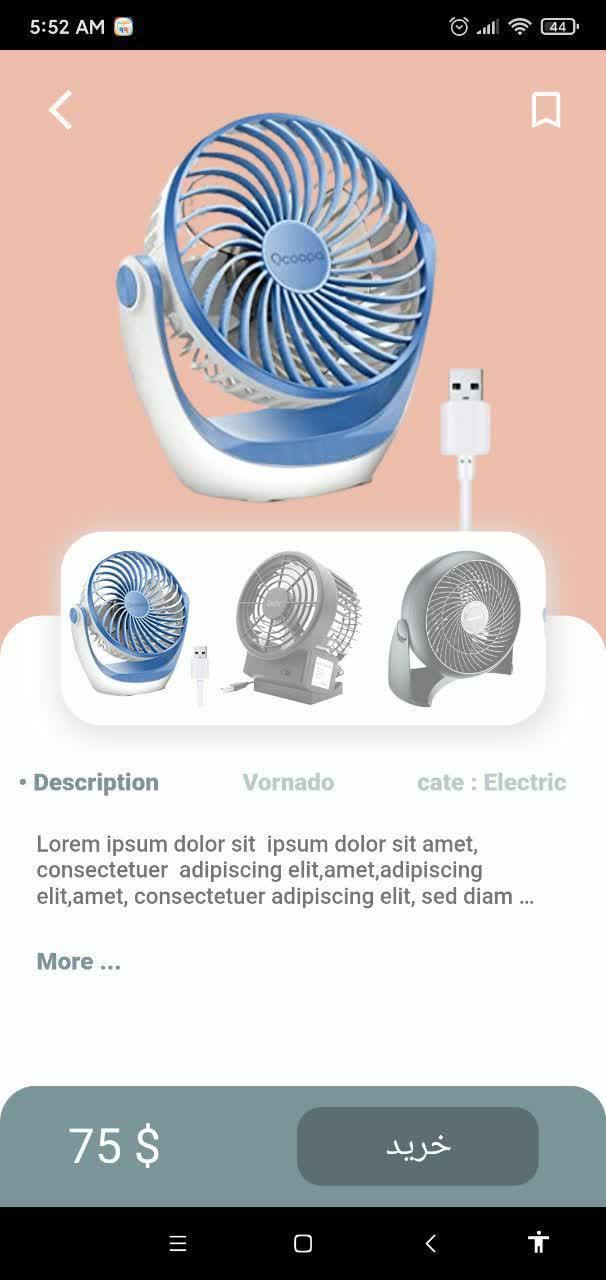 5:52 AM
44
Ocoopa
• Description
Vornado
cate : Electric
Lorem ipsum dolor sit  ipsum dolor sit amet,
consectetuer  adipiscing elit,amet,adipiscing
elit,amet, consectetuer adipiscing elit, sed diam ...
More ...
75 $
خرید